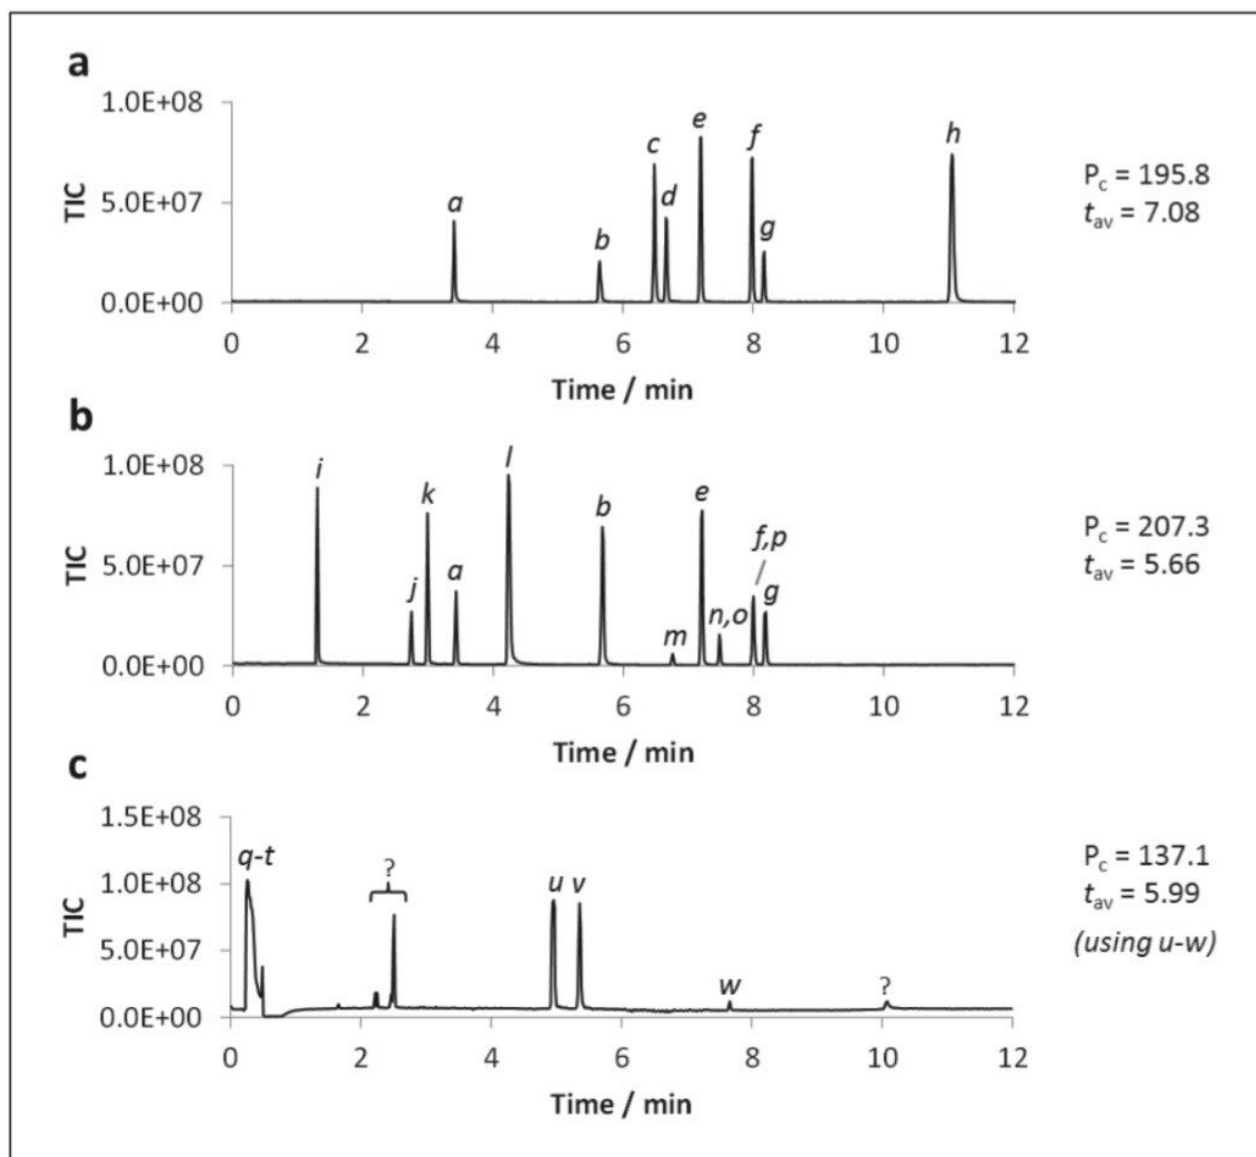 a
1.0E+08
5.0E+07
0.0E+00
TIC
a
b
c
d
e
f
g
h
0 2 4 6 8 10 12
Time / min
Pc = 195.8
tav = 7.08
b
1.0E+08
5.0E+07
0.0E+00
TIC
i
j
k
a
l
b
m
e
n,o
f,p
g
0 2 4 6 8 10 12
Time / min
Pc = 207.3
tav = 5.66
c
1.5E+08
1.0E+08
5.0E+07
0.0E+00
TIC
q-t
?
u
v
w
?
0 2 4 6 8 10 12
Time / min
Pc = 137.1
tav = 5.99
(using u-w)